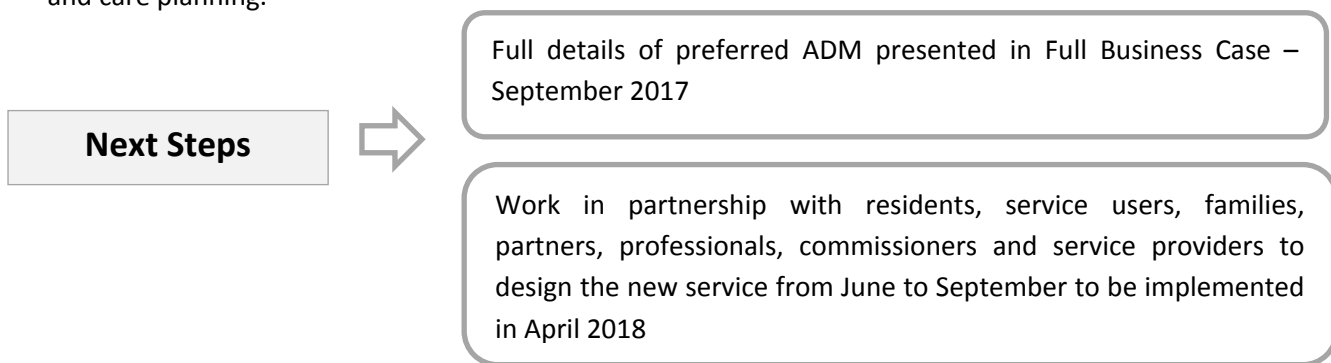 and care planning.
Full details of preferred ADM presented in Full Business Case –
September 2017
Next Steps
Work in partnership with residents, service users, families,
partners, professionals, commissioners and service providers to
design the new service from June to September to be implemented
in April 2018